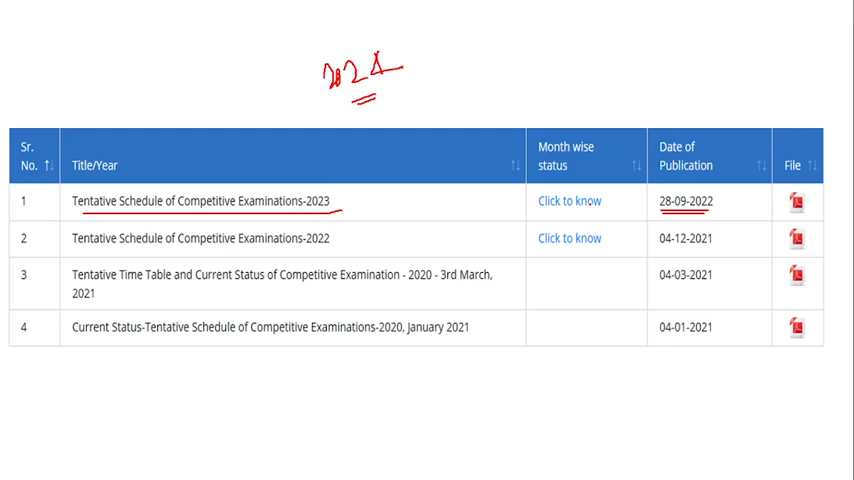 2024
Sr. No. Title/Year Month wise status Date of Publication File
1 Tentative Schedule of Competitive Examinations-2023 Click to know 28-09-2022
2 Tentative Schedule of Competitive Examinations-2022 Click to know 04-12-2021
3 Tentative Time Table and Current Status of Competitive Examination - 2020 - 3rd March, 2021 04-03-2021
4 Current Status-Tentative Schedule of Competitive Examinations-2020, January 2021 04-01-2021